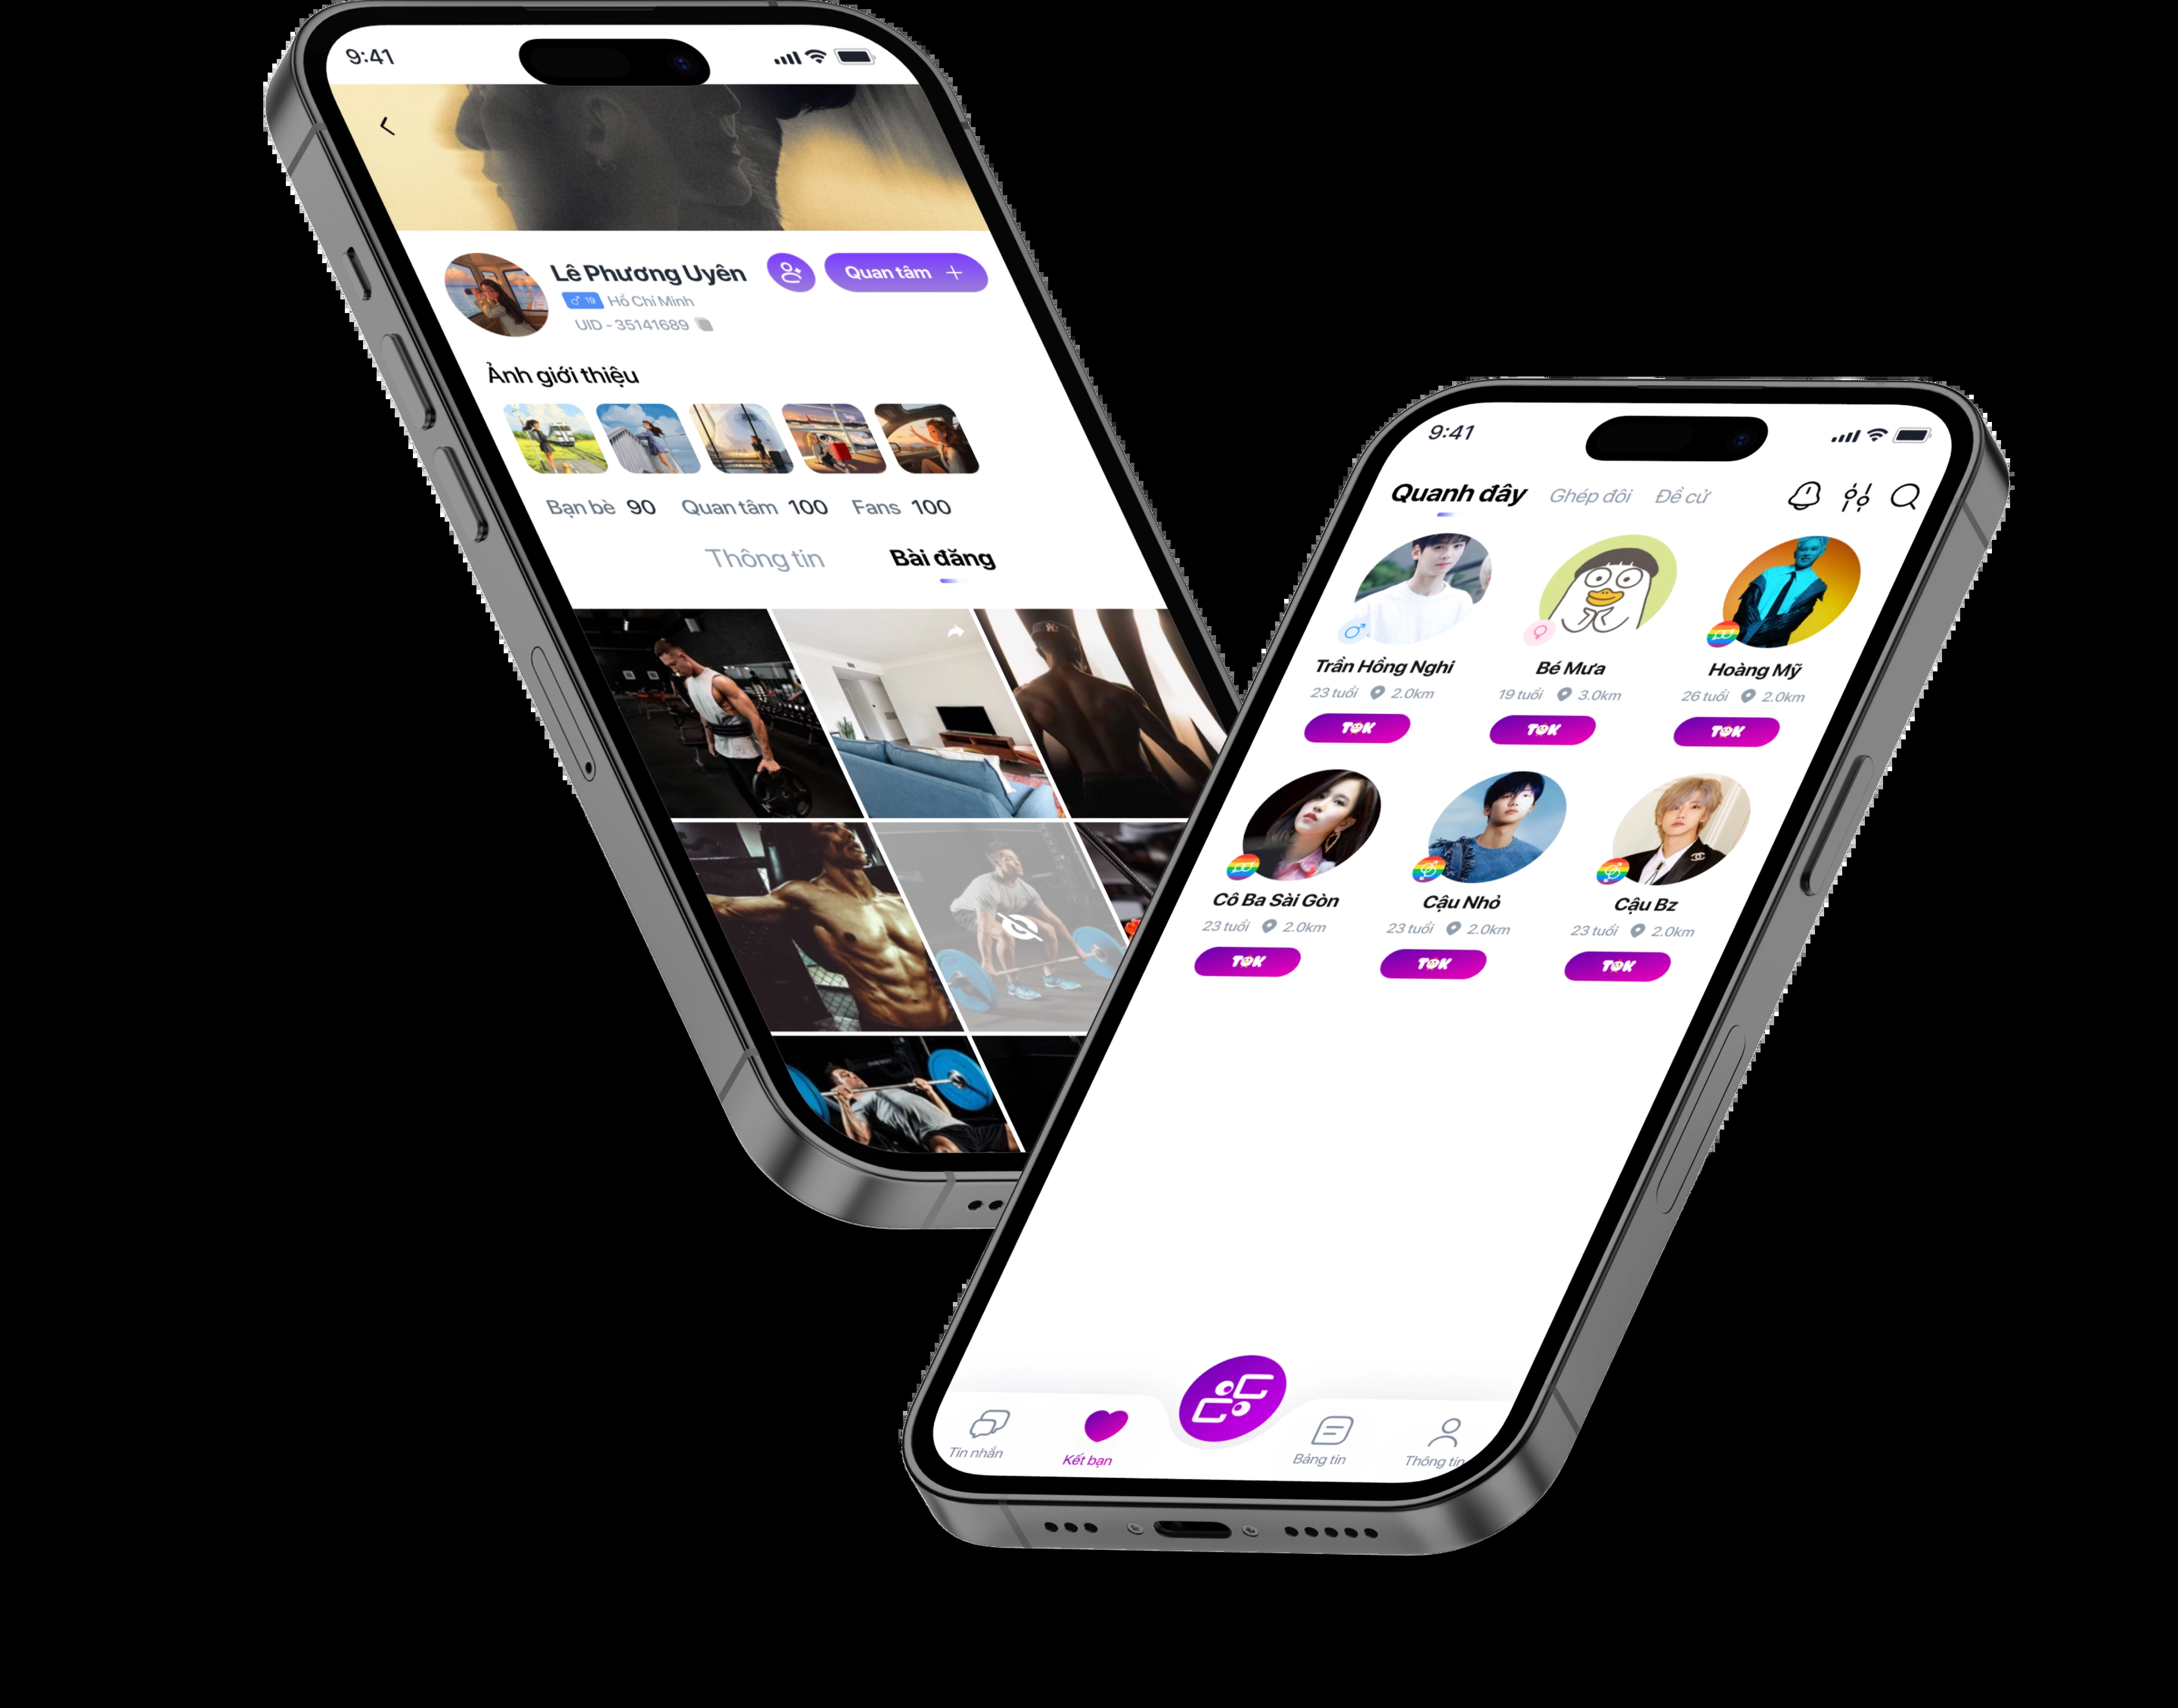 9:41
Lê Phương Uyên
Quan tâm
19 Hồ Chí Minh
UID - 35141689
Ảnh giới thiệu
Bạn bè 90 Quan tâm 100 Fans 100
Thông tin Bài đăng
9:41
Quanh đây Ghép đôi Đề cử
Trần Hồng Nghi Bé Mưa Hoàng Mỹ
23 tuổi 2.0km 19 tuổi 3.0km 26 tuổi 2.0km
TOK TOK TOK
Cô Ba Sài Gòn Cậu Nhỏ Cậu Bz
23 tuổi 2.0km 23 tuổi 2.0km 23 tuổi 2.0km
TOK TOK TOK
Tin nhắn Kết bạn Bảng tin Thông tin